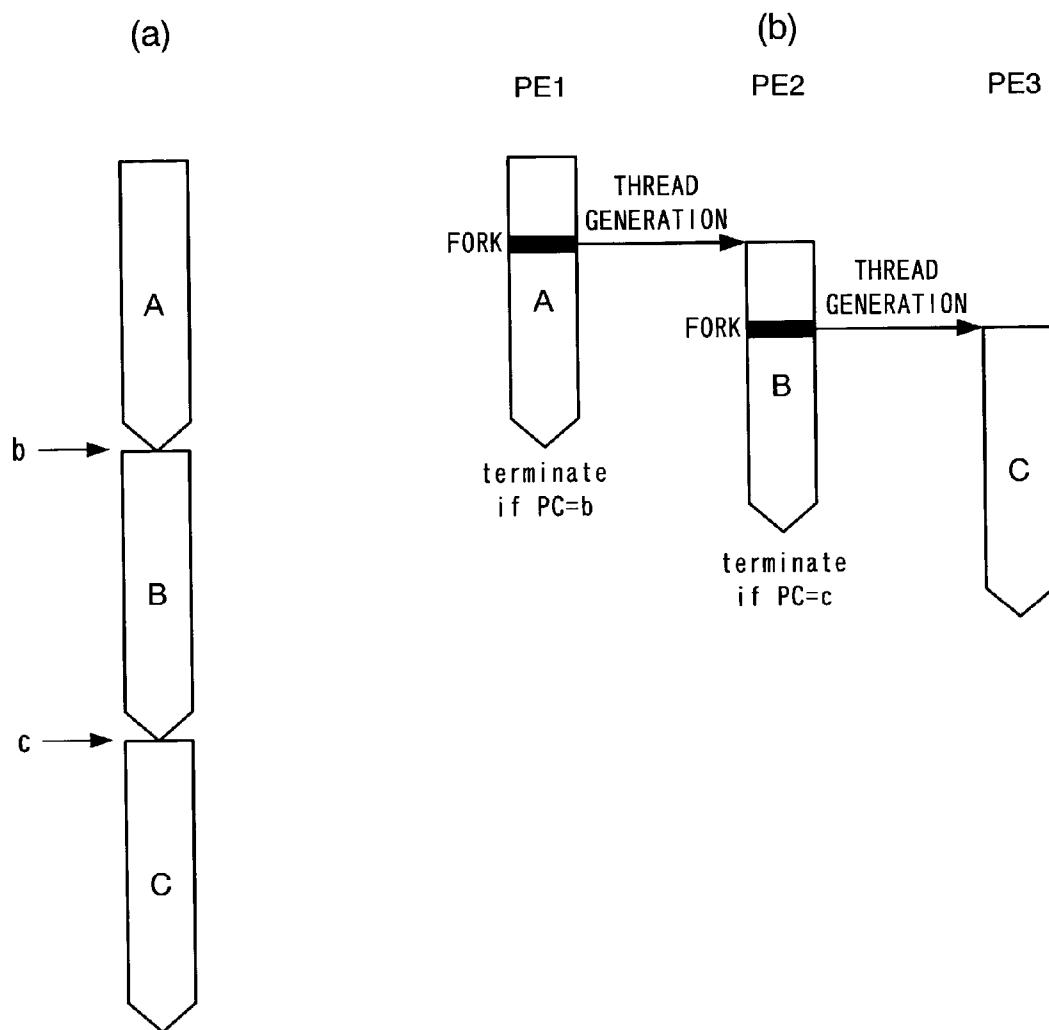 (a)
A
b
B
c
C
(b)
PE1
PE2
PE3
THREAD
GENERATION
FORK
A
THREAD
GENERATION
FORK
B
C
terminate
if PC=b
terminate
if PC=c